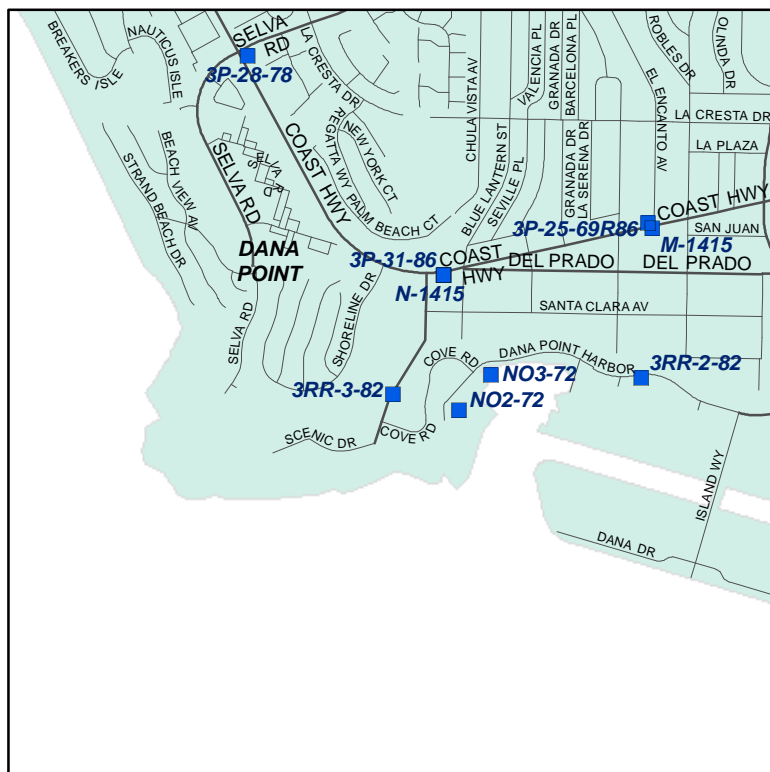 BREAKERS ISLE
NAUTICUS ISLE
SELVA
RD
3P-28-78
LA CRESTA DR
NEW YORK CT
REGATTA WY
PALM BEACH CT
CHULA VISTA AV
VALENCIA PL
GRANADA DR
BARCELONA PL
ROBLES DR
OLINDA DR
EL ENCANTO AV
LA CRESTA DR
LA PLAZA
BLUE LANTERN ST
SEVILLE PL
GRANADA DR
LA SERENA DR
COAST HWY
STRAND BEACH DR
BEACH VIEW AV
SELVA RD
SELVA RD
DANA
POINT
3P-25-69R86
COAST HWY
SAN JUAN
M-1415
3P-31-86
COAST
HWY
DEL PRADO
DEL PRADO
N-1415
SANTA CLARA AV
SELVA RD
SHORELINE DR
COVE RD
DANA POINT HARBOR
3RR-2-82
NO3-72
3RR-3-82
NO2-72
SCENIC DR
COVE RD
ISLAND WY
DANA DR